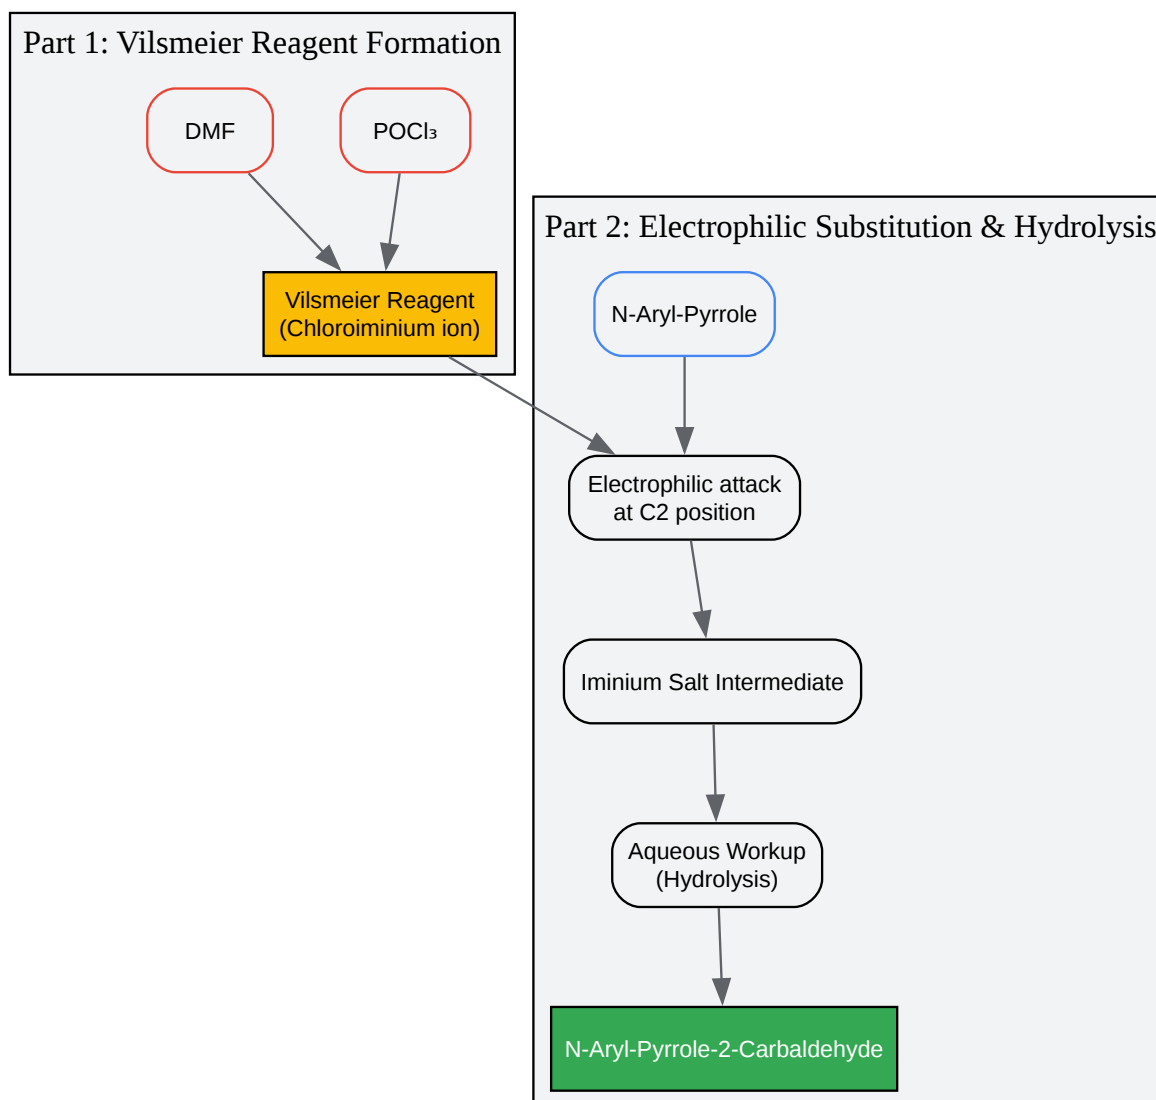 Part 1: Vilsmeier Reagent Formation
DMF
POCl₃
Vilsmeier Reagent
(Chloroiminium ion)
Part 2: Electrophilic Substitution & Hydrolysis
N-Aryl-Pyrrole
Electrophilic attack
at C2 position
Iminium Salt Intermediate
Aqueous Workup
(Hydrolysis)
N-Aryl-Pyrrole-2-Carbaldehyde